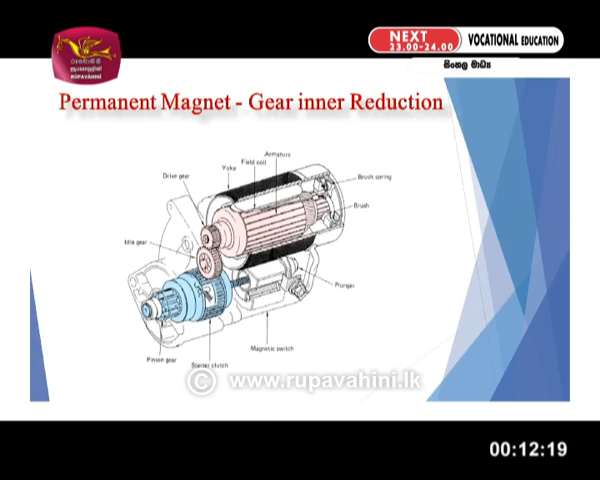 NEXT
23.00-24.00
VOCATIONAL EDUCATION
සිංහල මාධ්‍ය
RUPAVAHINI
Permanent Magnet - Gear inner Reduction
Armature
Field coil
Yoke
Drive gear
Brush spring
Brush
Idle gear
Plunger
Magnetic switch
Pinion gear
Starter clutch
© www.rupavahini.lk
00:12:19